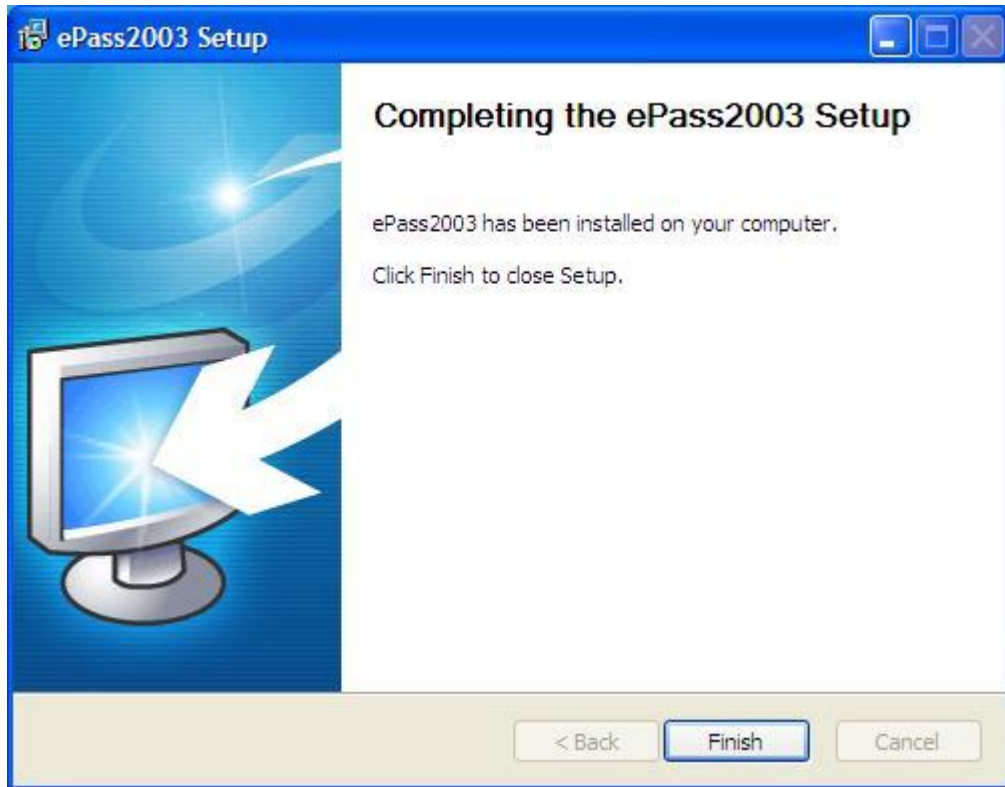 ePass2003 Setup
Completing the ePass2003 Setup
ePass2003 has been installed on your computer.
Click Finish to close Setup.
< Back
Finish
Cancel